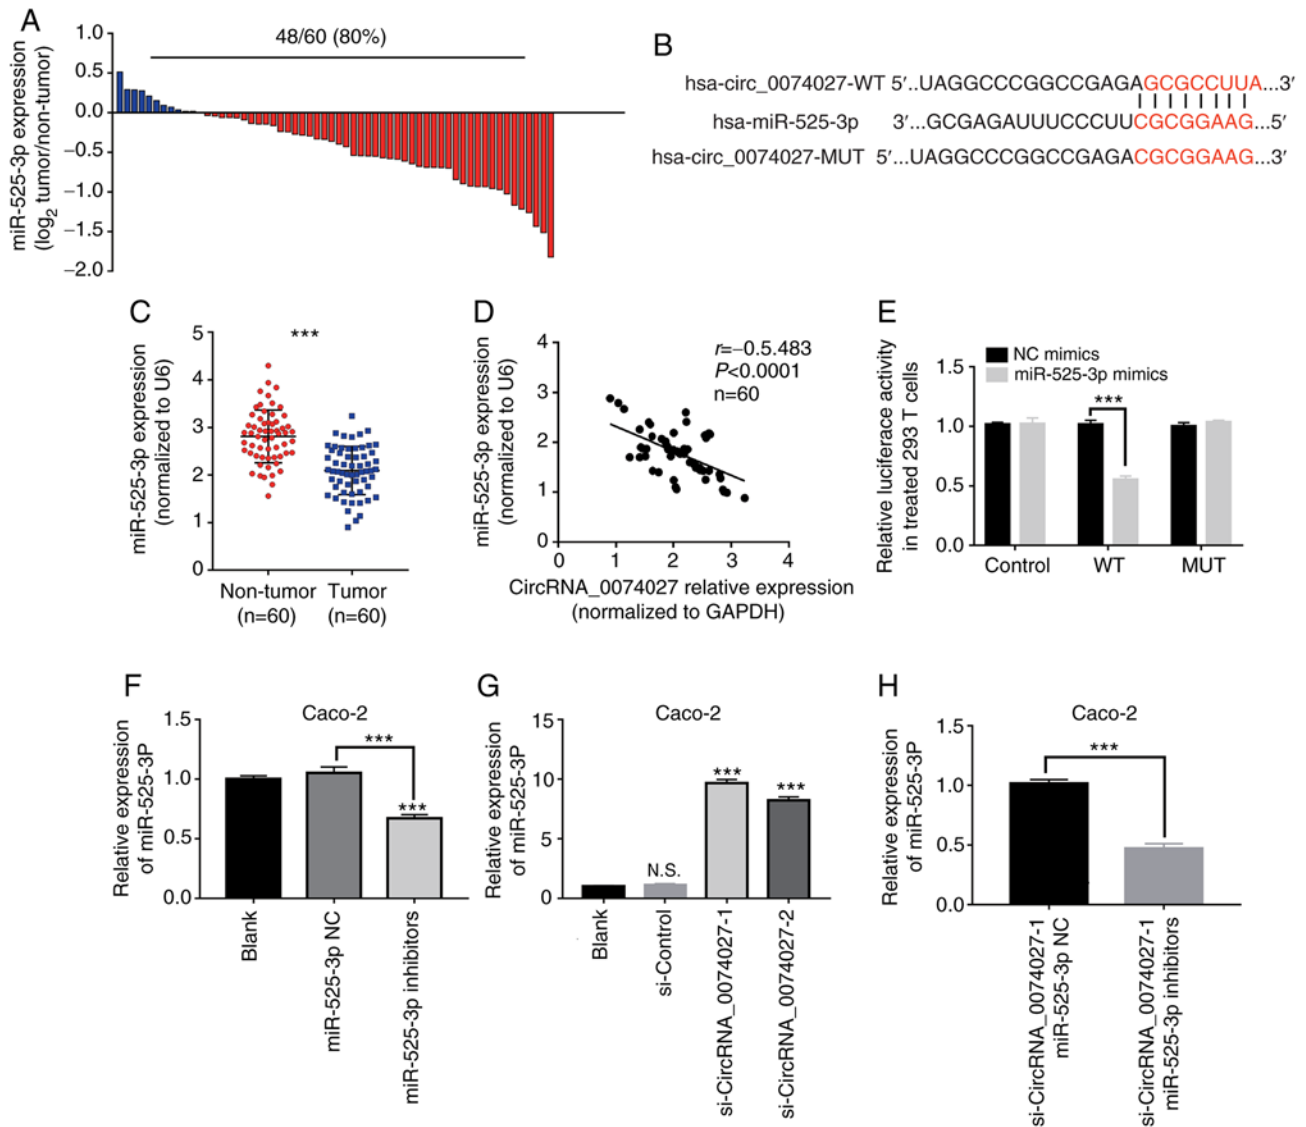 A
miR-525-3p expression
(log2 tumor/non-tumor)
1.0
0.5
0.0
−0.5
−1.0
−1.5
−2.0
48/60 (80%)
B
hsa-circ_0074027-WT 5′..UAGGCCCGGCCGAGAGCGCCUUA...3′
hsa-miR-525-3p 3′...GCGAGAUUUCCCUUCGCGGAAG...5′
hsa-circ_0074027-MUT 5′...UAGGCCCGGCCGAGACGCGGAAG...3′
C
miR-525-3p expression
(normalized to U6)
5
4
3
2
1
0
***
Non-tumor
(n=60)
Tumor
(n=60)
D
miR-525-3p expression
(normalized to U6)
4
3
2
1
0
r=−0.5.483
P<0.0001
n=60
0 1 2 3 4
CircRNA_0074027 relative expression
(normalized to GAPDH)
E
Relative luciferace activity
in treated 293 T cells
NC mimics
miR-525-3p mimics
1.5
1.0
0.5
0.0
***
Control WT MUT
F
Caco-2
Relative expression
of miR-525-3P
1.5
1.0
0.5
0.0
***
***
Blank
miR-525-3p NC
miR-525-3p inhibitors
G
Caco-2
Relative expression
of miR-525-3P
15
10
5
0
N.S.
***
***
Blank
si-Control
si-CircRNA_0074027-1
si-CircRNA_0074027-2
H
Caco-2
Relative expression
of miR-525-3P
1.5
1.0
0.5
0.0
***
si-CircRNA_0074027-1
miR-525-3p NC
si-CircRNA_0074027-1
miR-525-3p inhibitors